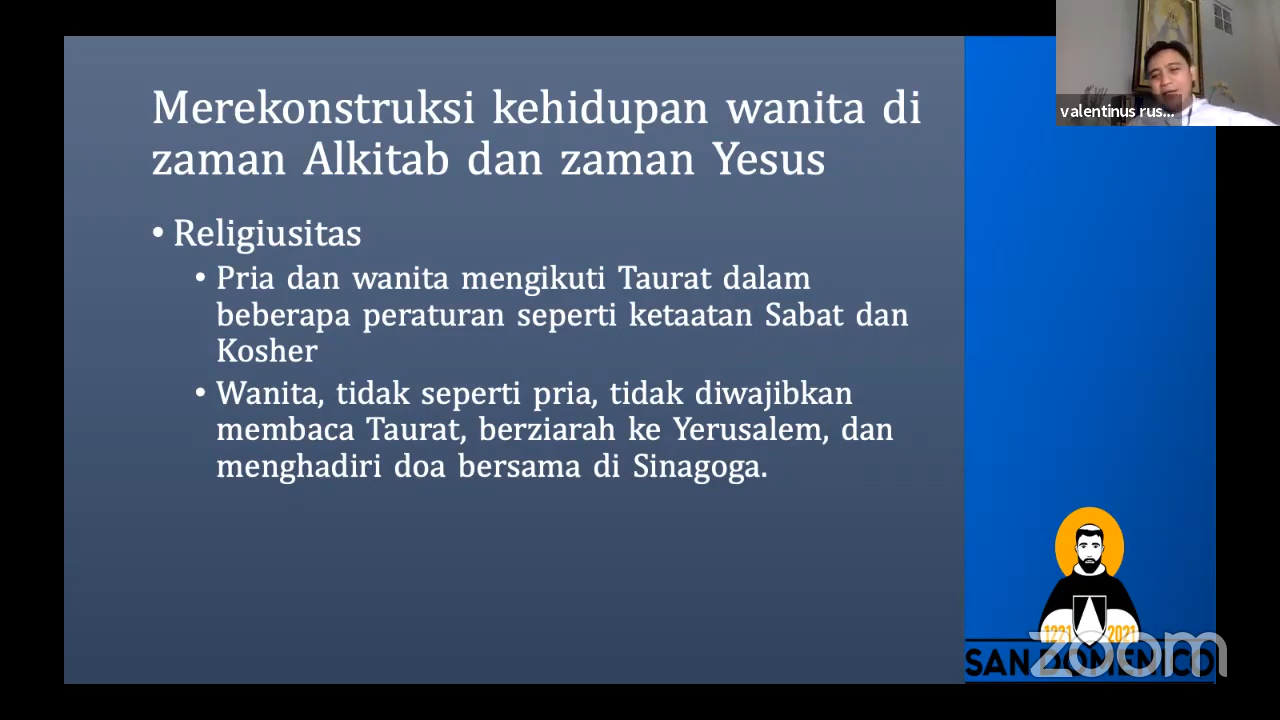 Merekonstruksi kehidupan wanita di
zaman Alkitab dan zaman Yesus
• Religiusitas
• Pria dan wanita mengikuti Taurat dalam
beberapa peraturan seperti ketaatan Sabat dan
Kosher
• Wanita, tidak seperti pria, tidak diwajibkan
membaca Taurat, berziarah ke Yerusalem, dan
menghadiri doa bersama di Sinagoga.
valentinus rus...
1221 2021
SAN DOMENICO
zoom